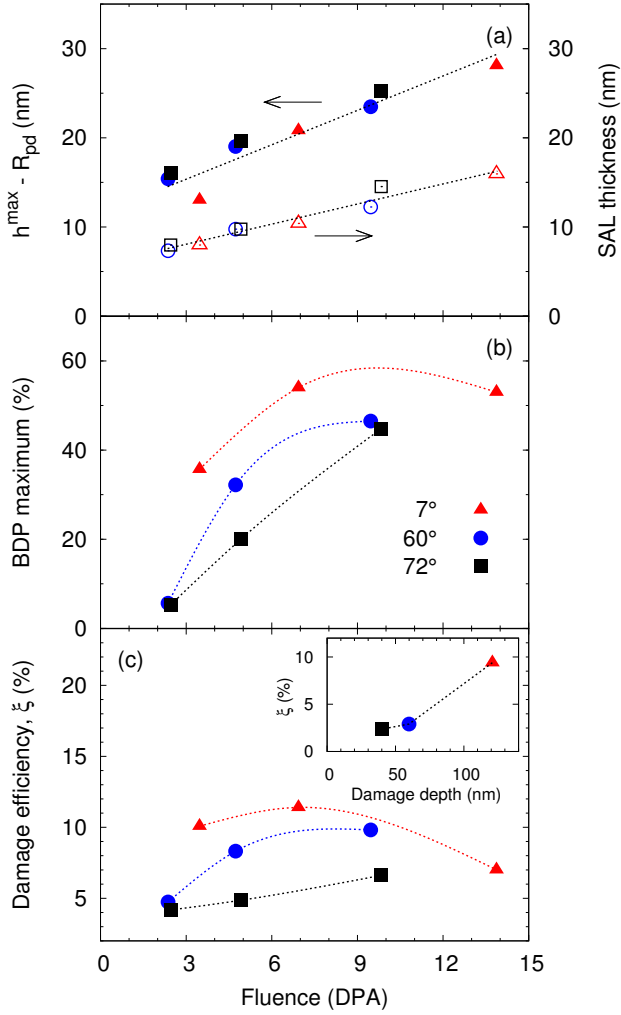 (a)
30
20
10
0
h^max - R_pd (nm)
30
20
10
0
SAL thickness (nm)
(b)
60
40
20
0
BDP maximum (%)
7°
60°
72°
(c)
20
15
10
5
Damage efficiency, ξ (%)
10
5
0
ξ (%)
0 50 100
Damage depth (nm)
0 3 6 9 12 15
Fluence (DPA)